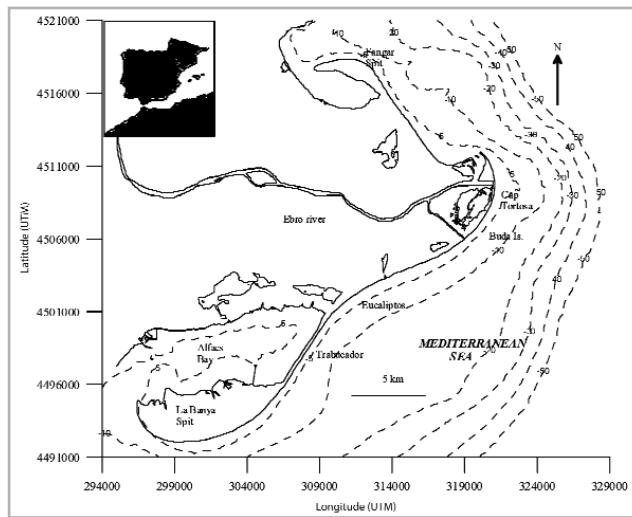 4521000
4516000
4511000
4506000
4501000
4496000
4491000
Latitude (UTM)
N
Fangar
Spit
Cap
Tortosa
Buda Is.
Ebro river
Eucaliptos
Alfacs
Bay
Trabucador
MEDITERRANEAN
SEA
La Banya
Spit
5 km
294000 299000 304000 309000 314000 319000 324000 329000
Longitude (UTM)